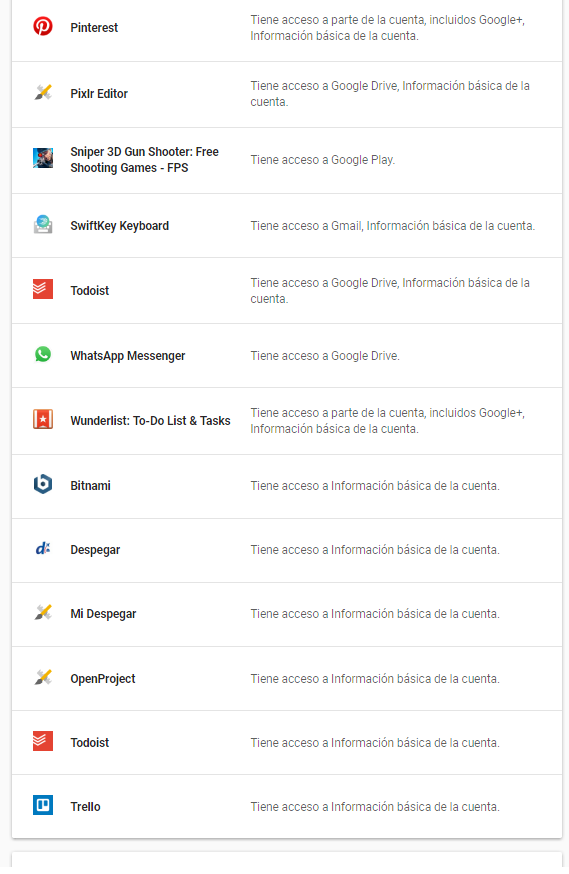 Pinterest
Tiene acceso a parte de la cuenta, incluidos Google+,
Información básica de la cuenta.
Pixlr Editor
Tiene acceso a Google Drive, Información básica de la
cuenta.
Sniper 3D Gun Shooter: Free
Shooting Games - FPS
Tiene acceso a Google Play.
SwiftKey Keyboard
Tiene acceso a Gmail, Información básica de la cuenta.
Todoist
Tiene acceso a Google Drive, Información básica de la
cuenta.
WhatsApp Messenger
Tiene acceso a Google Drive.
Wunderlist: To-Do List & Tasks
Tiene acceso a parte de la cuenta, incluidos Google+,
Información básica de la cuenta.
Bitnami
Tiene acceso a Información básica de la cuenta.
Despegar
Tiene acceso a Información básica de la cuenta.
Mi Despegar
Tiene acceso a Información básica de la cuenta.
OpenProject
Tiene acceso a Información básica de la cuenta.
Todoist
Tiene acceso a Información básica de la cuenta.
Trello
Tiene acceso a Información básica de la cuenta.